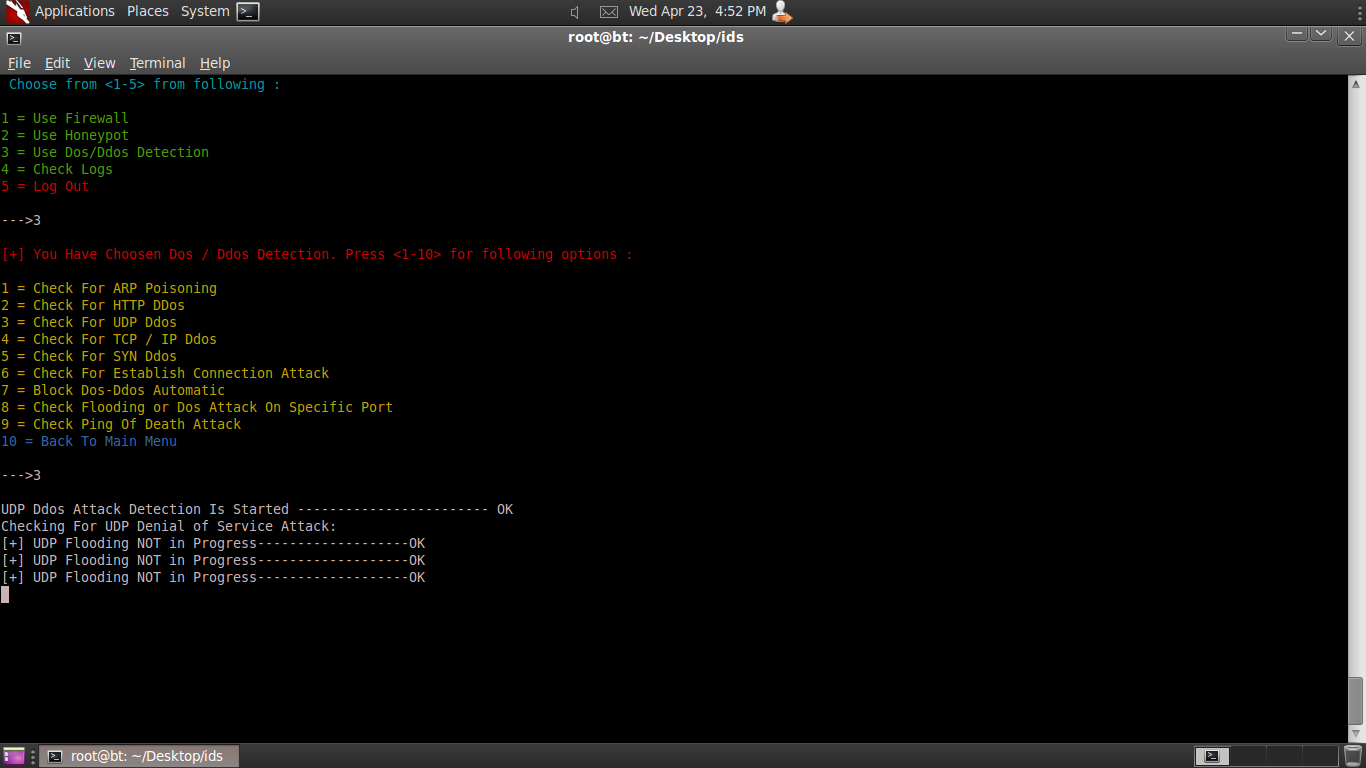 Applications Places System
Wed Apr 23, 4:52 PM
root@bt: ~/Desktop/ids
File Edit View Terminal Help
Choose from <1-5> from following :
1 = Use Firewall
2 = Use Honeypot
3 = Use Dos/Ddos Detection
4 = Check Logs
5 = Log Out
--->3
[+] You Have Choosen Dos / Ddos Detection. Press <1-10> for following options :
1 = Check For ARP Poisoning
2 = Check For HTTP DDos
3 = Check For UDP Ddos
4 = Check For TCP / IP Ddos
5 = Check For SYN Ddos
6 = Check For Establish Connection Attack
7 = Block Dos-Ddos Automatic
8 = Check Flooding or Dos Attack On Specific Port
9 = Check Ping Of Death Attack
10 = Back To Main Menu
--->3
UDP Ddos Attack Detection Is Started ------------------------ OK
Checking For UDP Denial of Service Attack:
[+] UDP Flooding NOT in Progress-------------------OK
[+] UDP Flooding NOT in Progress-------------------OK
[+] UDP Flooding NOT in Progress-------------------OK
root@bt: ~/Desktop/ids